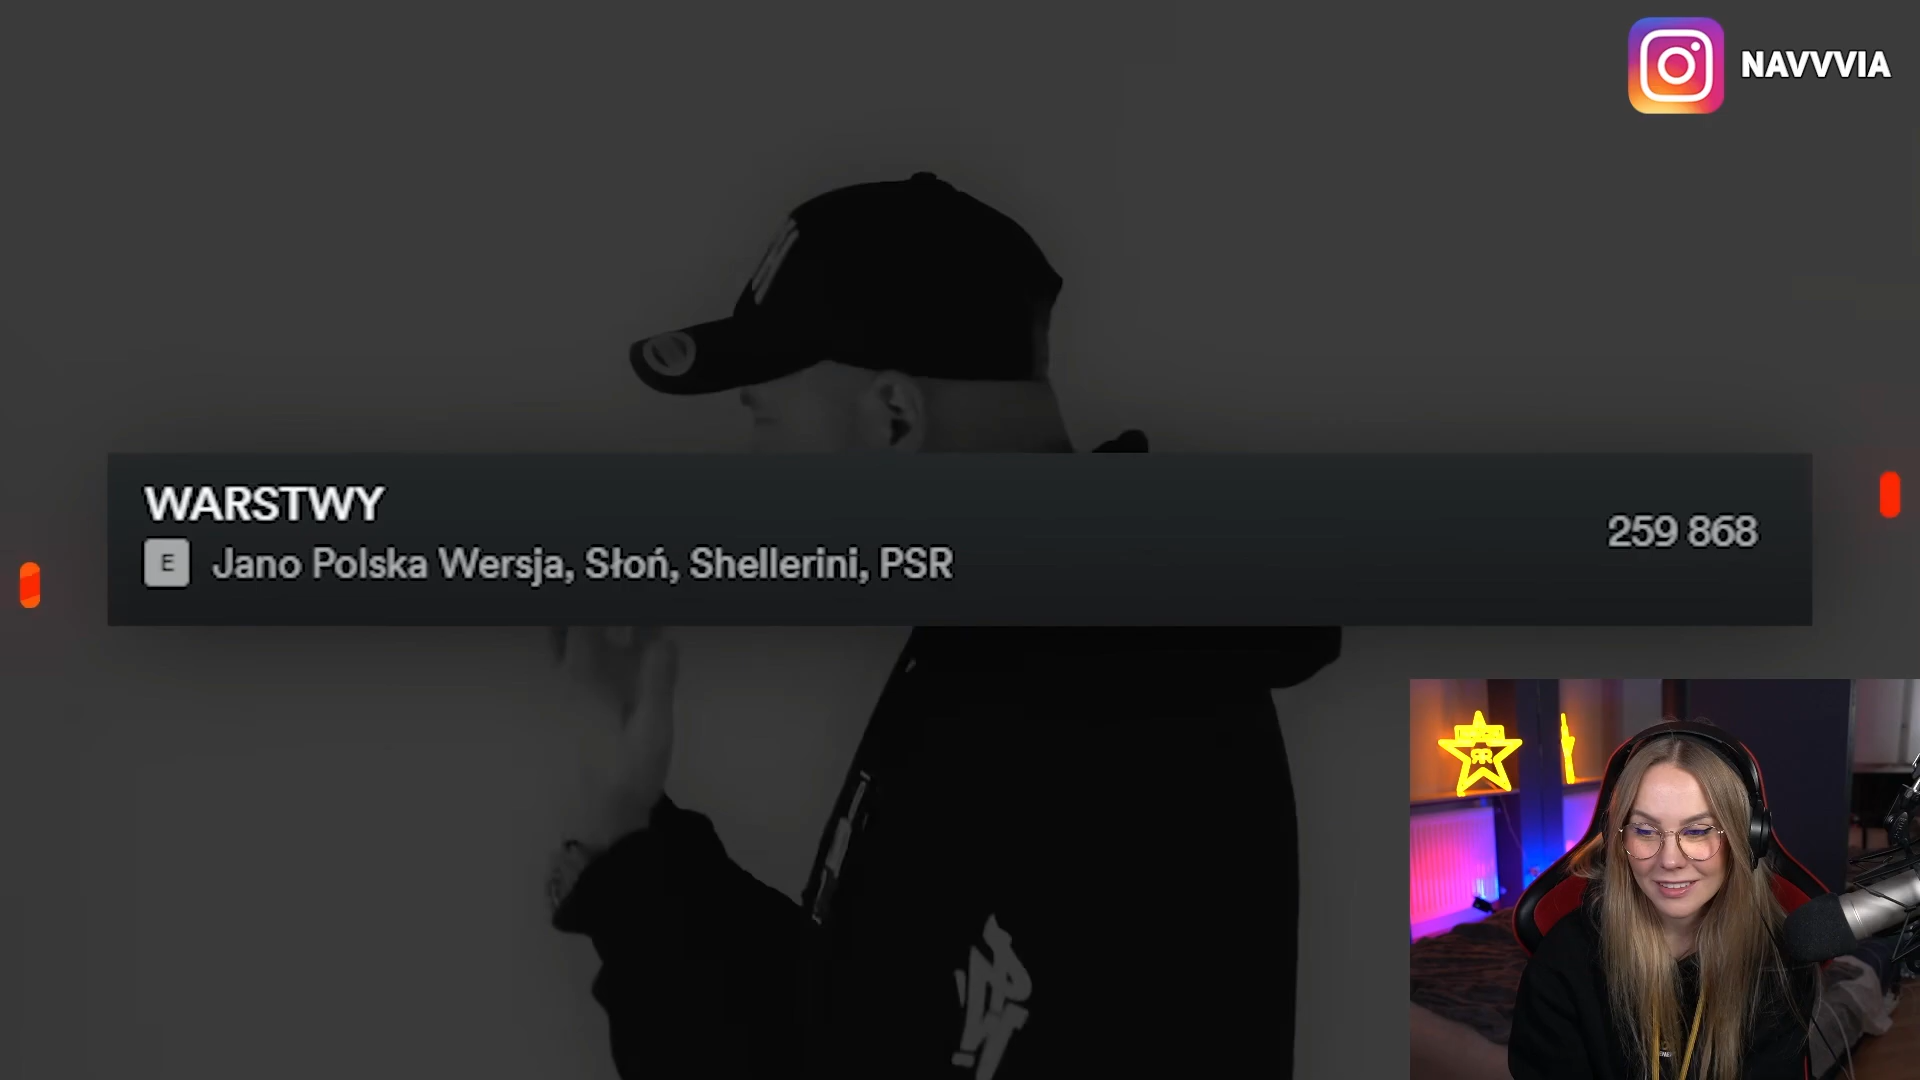 NAVVVIA
WARSTWY
E Jano Polska Wersja, Słoń, Shellerini, PSR
259 868